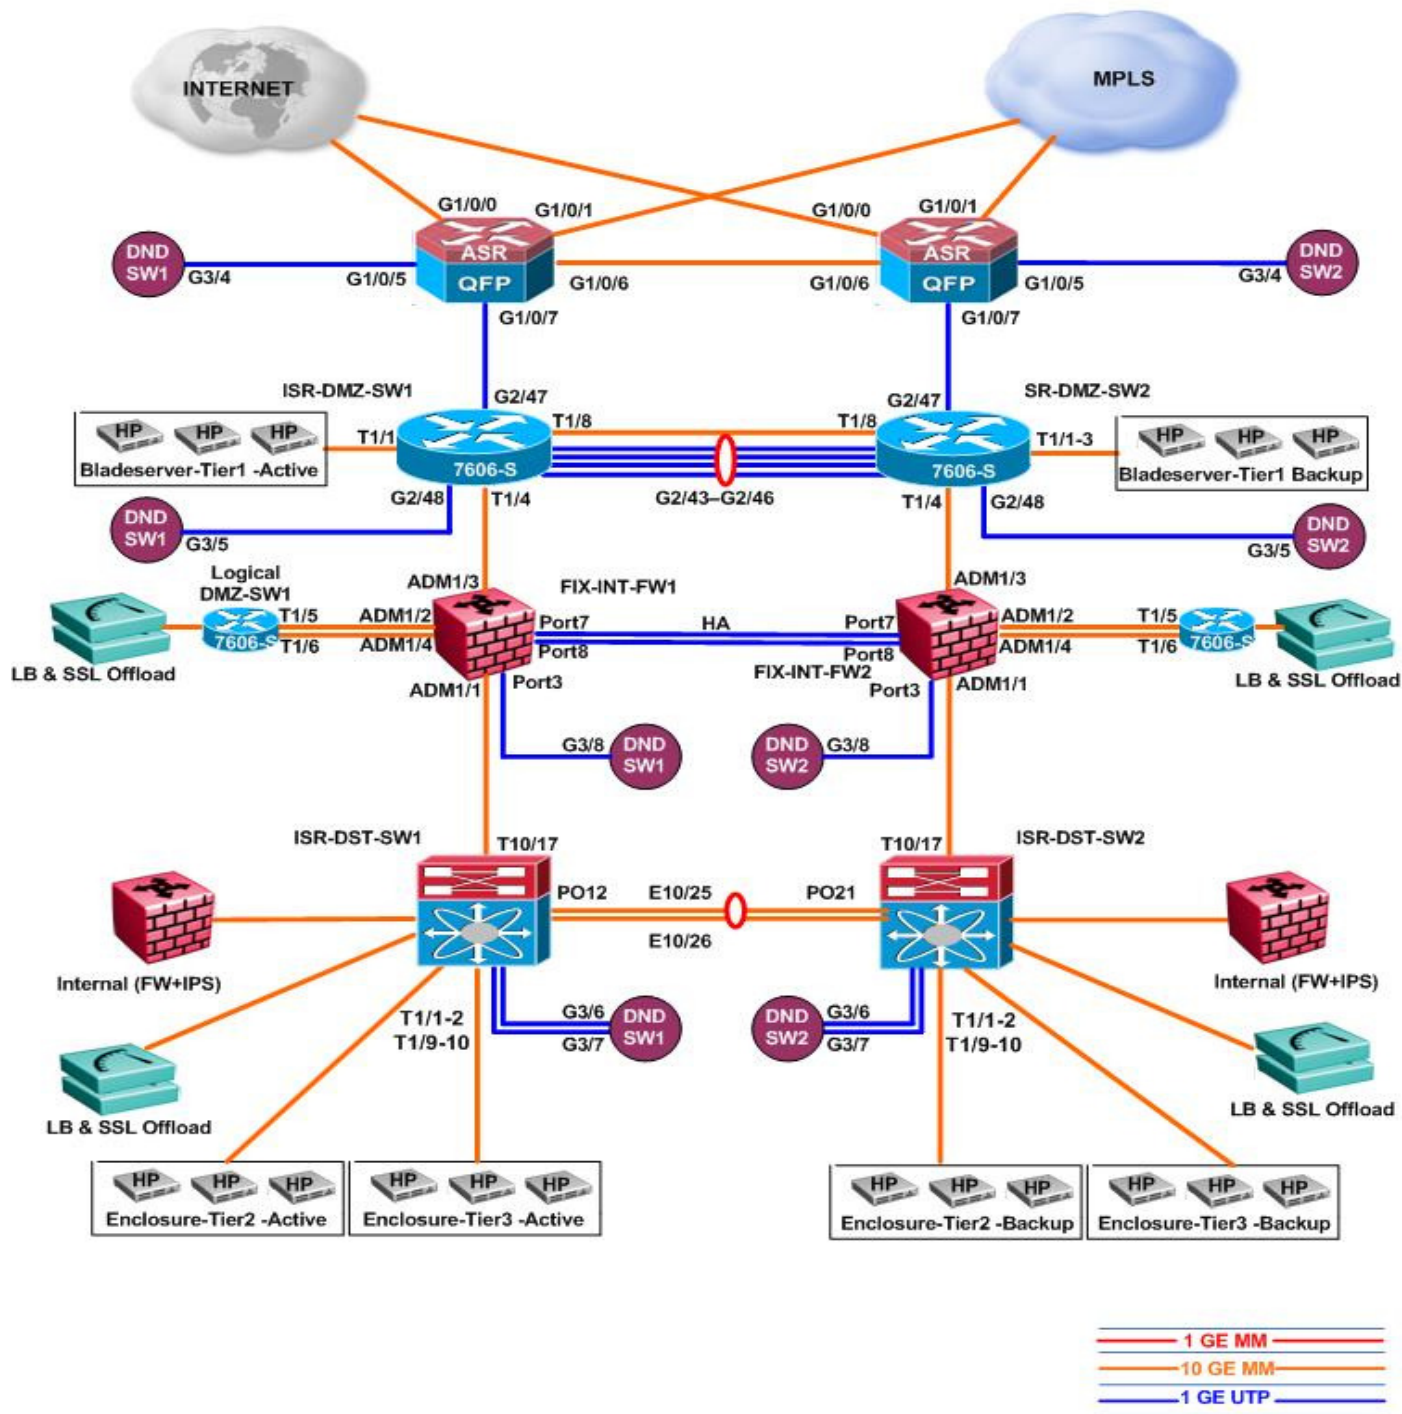 INTERNET
MPLS
G1/0/0
G1/0/1
G1/0/0
G1/0/1
DND
SW1
G3/4
G1/0/5
ASR
QFP
G1/0/6
G1/0/6
ASR
QFP
G1/0/5
G3/4
DND
SW2
G1/0/7
G1/0/7
ISR-DMZ-SW1
G2/47
G2/47
SR-DMZ-SW2
HP HP HP
Bladeserver-Tier1 -Active
T1/1
7606-S
T1/8
T1/8
7606-S
T1/1-3
HP HP HP
Bladeserver-Tier1 Backup
G2/48
T1/4
G2/43–G2/46
T1/4
G2/48
DND
SW1
G3/5
G3/5
DND
SW2
Logical
DMZ-SW1
ADM1/3
FIX-INT-FW1
ADM1/3
T1/5
ADM1/2
7606-S
T1/6
ADM1/4
LB & SSL Offload
Port7
HA
Port7
Port8
Port8
ADM1/2
T1/5
ADM1/4
T1/6
7606-S
LB & SSL Offload
ADM1/1
Port3
FIX-INT-FW2
Port3
ADM1/1
G3/8
DND
SW1
DND
SW2
G3/8
ISR-DST-SW1
T10/17
T10/17
ISR-DST-SW2
PO12
E10/25
PO21
E10/26
Internal (FW+IPS)
Internal (FW+IPS)
T1/1-2
T1/9-10
G3/6
G3/7
DND
SW1
DND
SW2
G3/6
G3/7
T1/1-2
T1/9-10
LB & SSL Offload
LB & SSL Offload
HP HP HP
Enclosure-Tier2 -Active
HP HP HP
Enclosure-Tier3 -Active
HP HP HP
Enclosure-Tier2 -Backup
HP HP HP
Enclosure-Tier3 -Backup
1 GE MM
10 GE MM
1 GE UTP